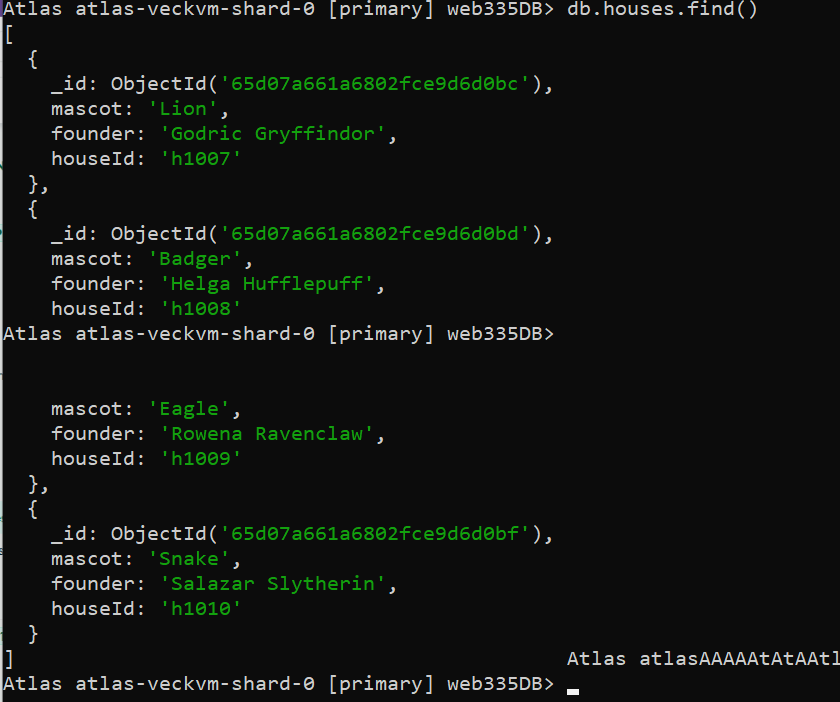 Atlas atlas-veckvm-shard-0 [primary] web335DB> db.houses.find()
[
  {
    _id: ObjectId('65d07a661a6802fce9d6d0bc'),
    mascot: 'Lion',
    founder: 'Godric Gryffindor',
    houseId: 'h1007'
  },
  {
    _id: ObjectId('65d07a661a6802fce9d6d0bd'),
    mascot: 'Badger',
    founder: 'Helga Hufflepuff',
    houseId: 'h1008'
Atlas atlas-veckvm-shard-0 [primary] web335DB>
    mascot: 'Eagle',
    founder: 'Rowena Ravenclaw',
    houseId: 'h1009'
  },
  {
    _id: ObjectId('65d07a661a6802fce9d6d0bf'),
    mascot: 'Snake',
    founder: 'Salazar Slytherin',
    houseId: 'h1010'
  }
]                                               Atlas atlasAAAAAtAtAAtl
Atlas atlas-veckvm-shard-0 [primary] web335DB>